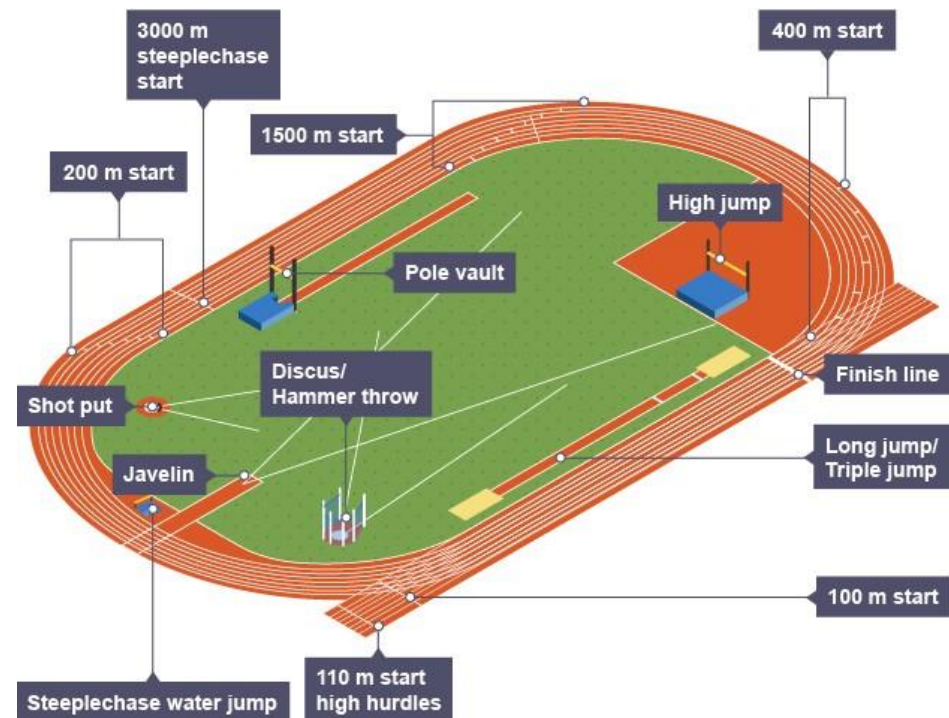 3000 m
steeplechase
start
400 m start
1500 m start
200 m start
High jump
Pole vault
Discus/
Hammer throw
Finish line
Shot put
Long jump/
Triple jump
Javelin
100 m start
110 m start
high hurdles
Steeplechase water jump